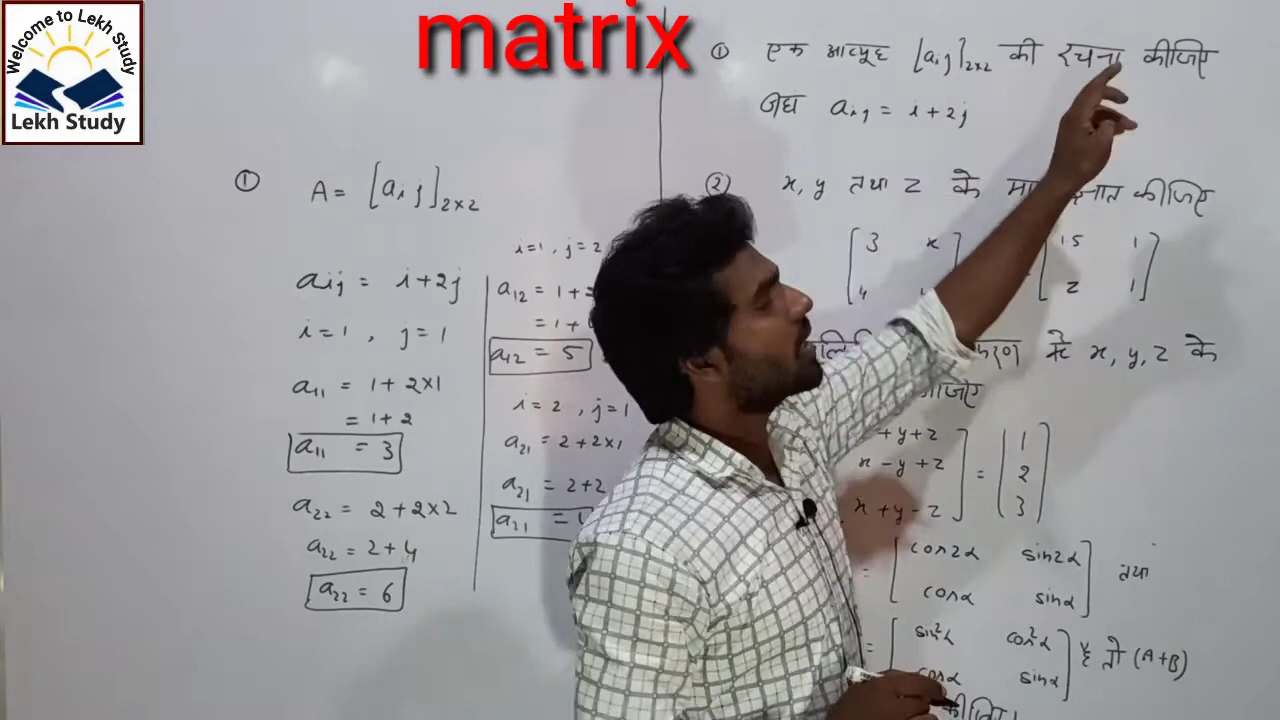 Welcome to Lekh Study
Lekh Study
matrix
① एक आव्यूह [aij]2×2 की रचना कीजिए
जहाँ aij = i+2j
② x, y तथा z के ज्ञात कीजिए
[3 x
4
15 1
2 1]
में x, y, z के
+y+z
x-y+z
x+y-z] = [1
2
3]
= [cos2α sin2α
cosα sinα] तथा
= [sin²α cos²α
cosα sinα] है तो (A+B)
कीजिए।
① A = [aij]2×2
aij = i+2j
i=1, j=1
a11 = 1+2×1
= 1+2
a11 = 3
a22 = 2+2×2
a22 = 2+4
a22 = 6
i=1, j=2
a12 = 1+
= 1+
a12 = 5
i=2, j=1
a21 = 2+2×1
a21 = 2+2
a21 =